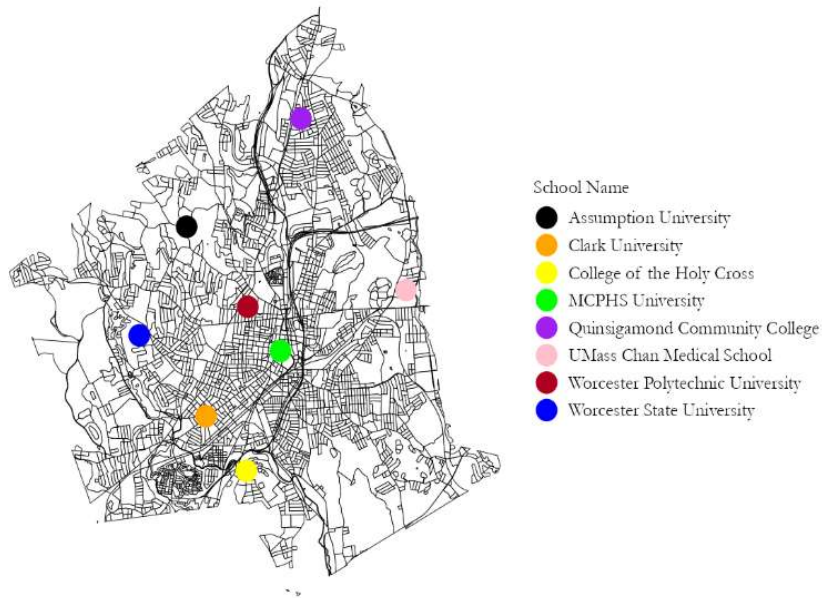 School Name
Assumption University
Clark University
College of the Holy Cross
MCPHS University
Quinsigamond Community College
UMass Chan Medical School
Worcester Polytechnic University
Worcester State University